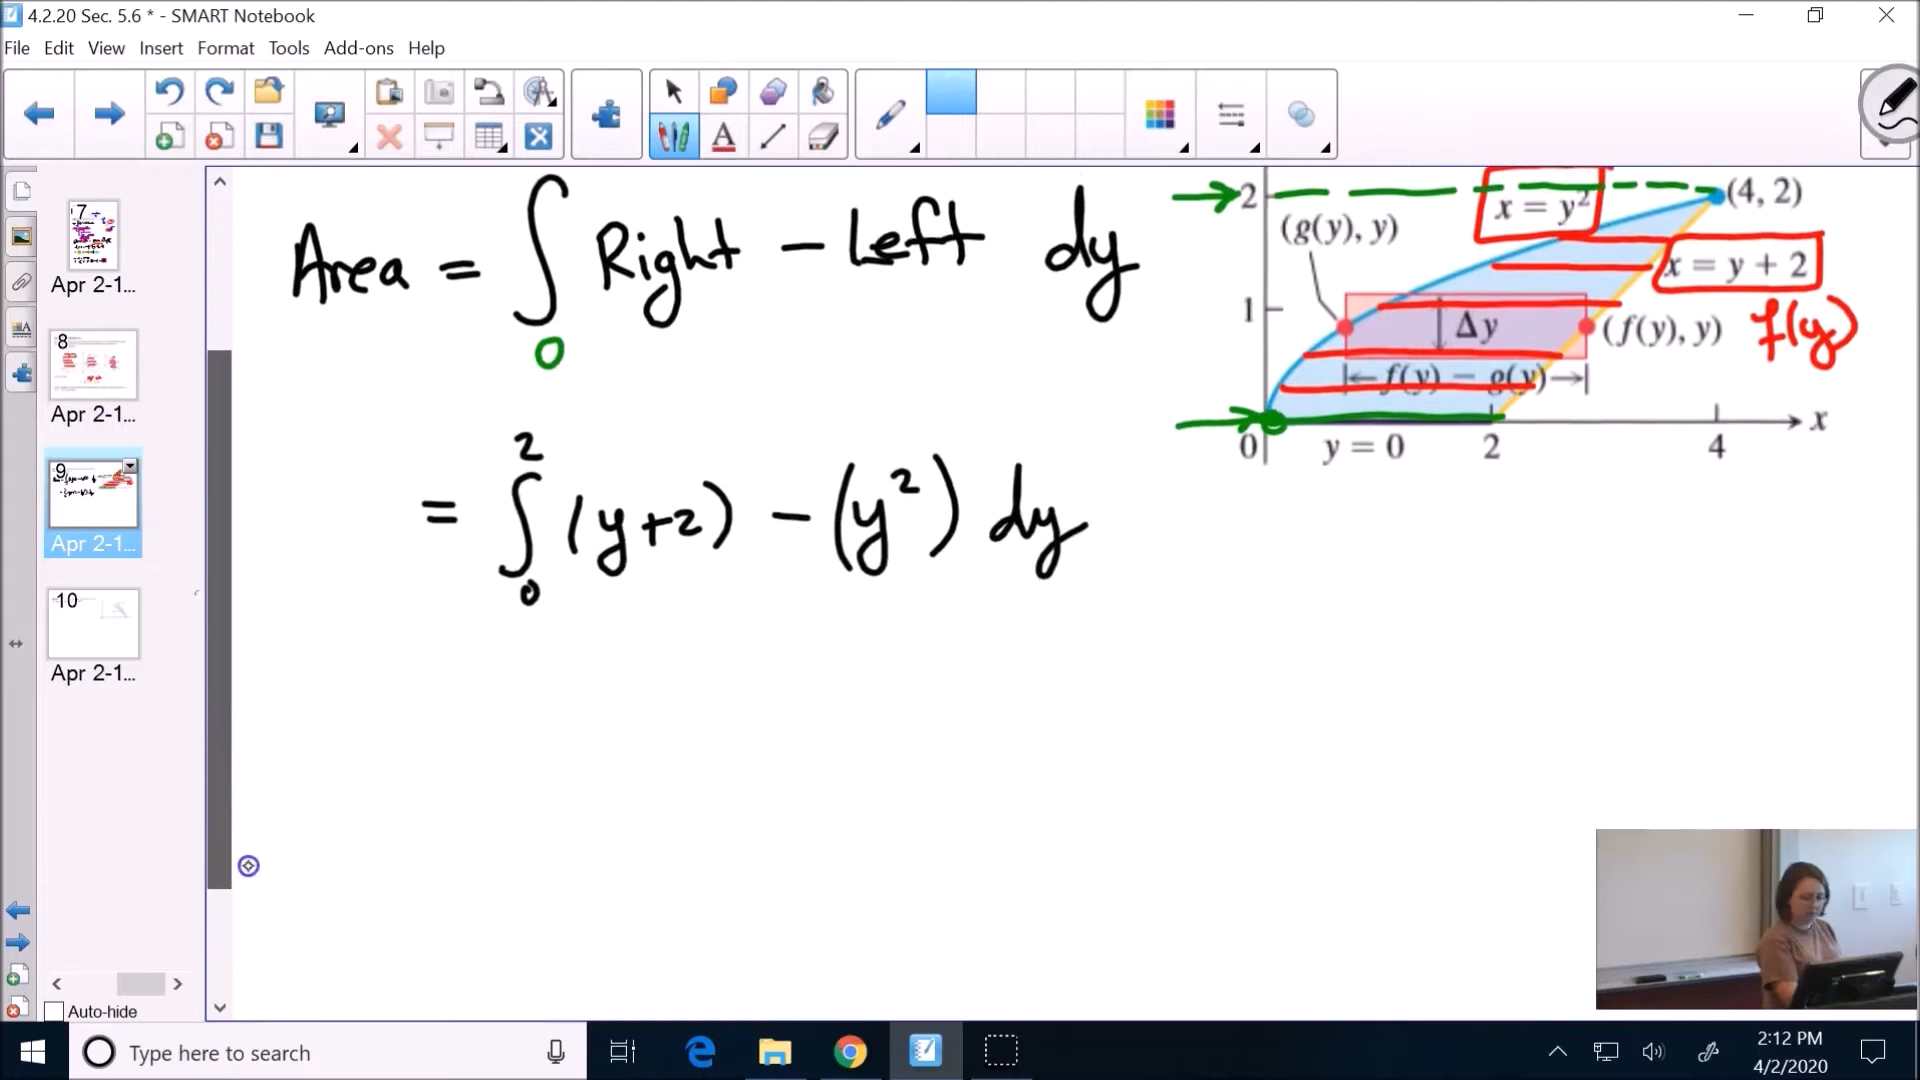 4.2.20 Sec. 5.6 * - SMART Notebook
File Edit View Insert Format Tools Add-ons Help
7
Apr 2-1...
8
Apr 2-1...
9
Apr 2-1...
10
Apr 2-1...
Auto-hide
Area = ∫ Right - Left dy
0
2
= ∫ (y+2) - (y²) dy
0
2
x = y²
(4, 2)
(g(y), y)
x = y + 2
1
Δy
(f(y), y)
f(y)
f(y) - g(y)
0
y = 0
2
4
x
Type here to search
2:12 PM
4/2/2020